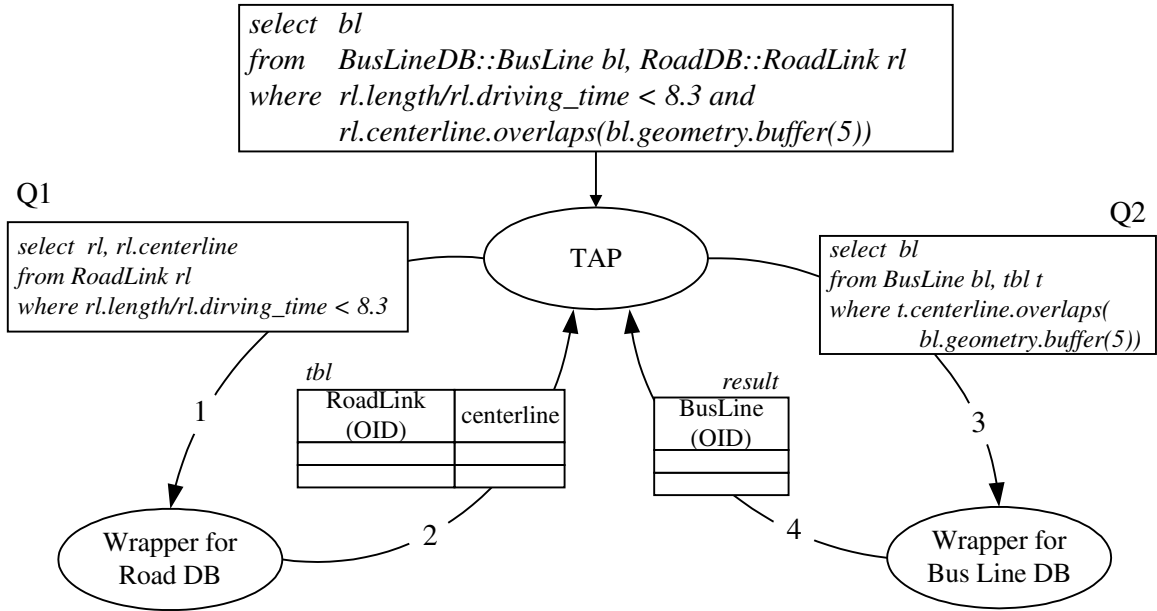 select bl
from BusLineDB::BusLine bl, RoadDB::RoadLink rl
where rl.length/rl.driving_time < 8.3 and
rl.centerline.overlaps(bl.geometry.buffer(5))
Q1
select rl, rl.centerline
from RoadLink rl
where rl.length/rl.dirving_time < 8.3
TAP
Q2
select bl
from BusLine bl, tbl t
where t.centerline.overlaps(
bl.geometry.buffer(5))
tbl
RoadLink
(OID)
centerline
result
BusLine
(OID)
1
2
3
4
Wrapper for
Road DB
Wrapper for
Bus Line DB